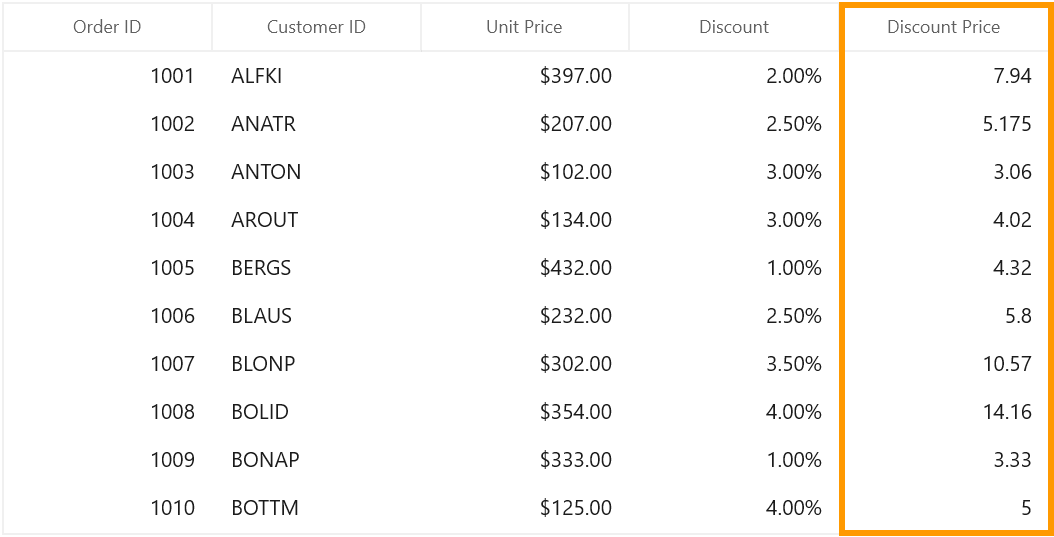 Order ID Customer ID Unit Price Discount Discount Price
1001 ALFKI $397.00 2.00% 7.94
1002 ANATR $207.00 2.50% 5.175
1003 ANTON $102.00 3.00% 3.06
1004 AROUT $134.00 3.00% 4.02
1005 BERGS $432.00 1.00% 4.32
1006 BLAUS $232.00 2.50% 5.8
1007 BLONP $302.00 3.50% 10.57
1008 BOLID $354.00 4.00% 14.16
1009 BONAP $333.00 1.00% 3.33
1010 BOTTM $125.00 4.00% 5